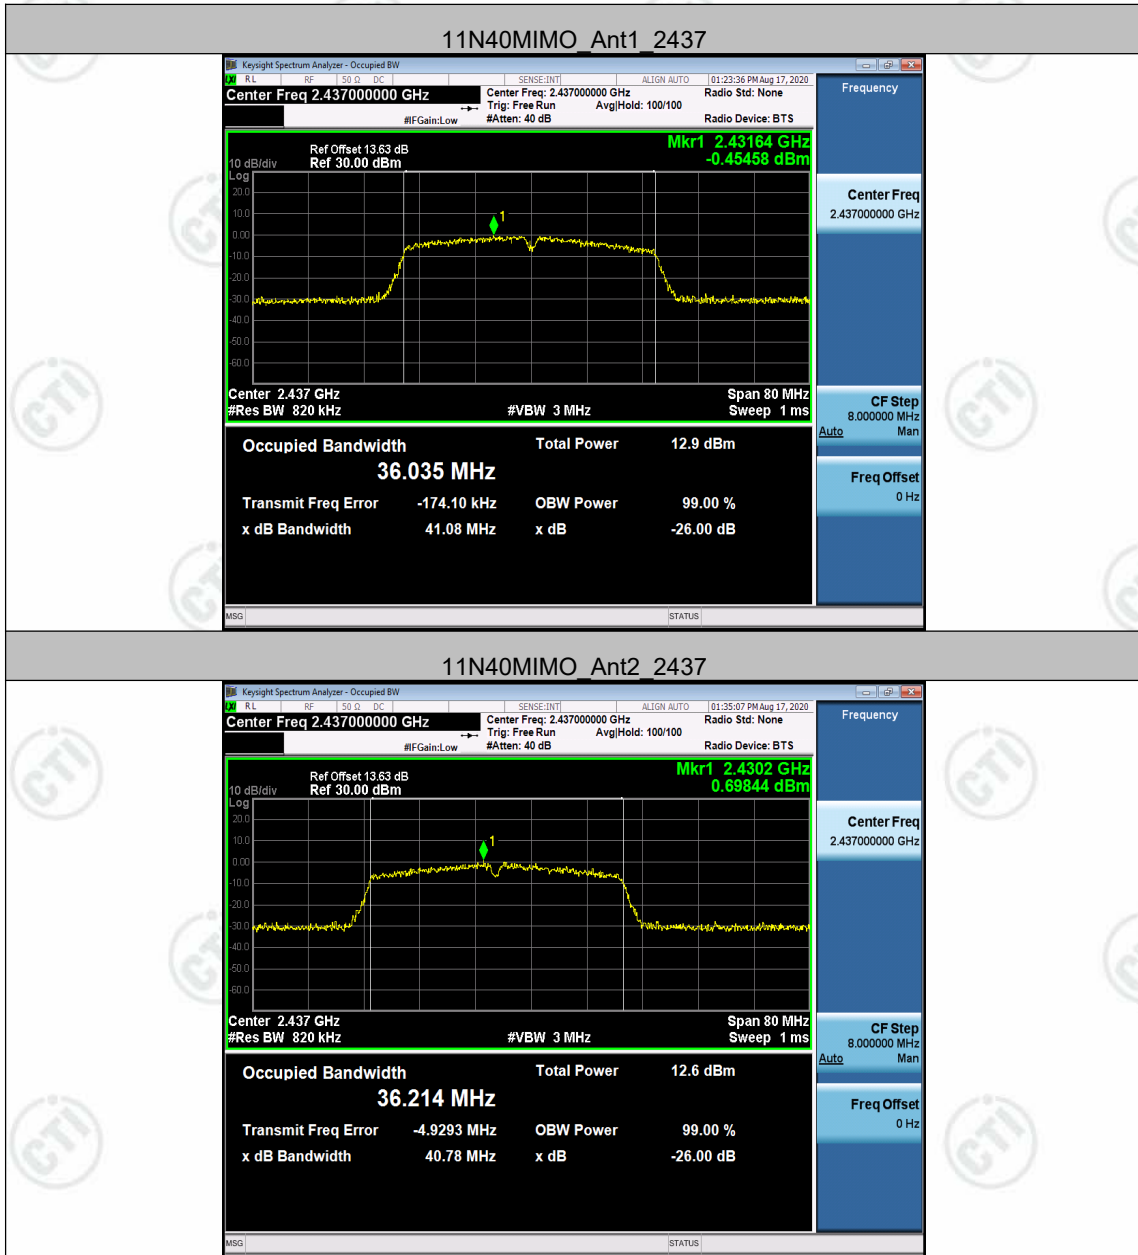 11N40MIMO_Ant1_2437
Keysight Spectrum Analyzer - Occupied BW
LXI RL RF 50 Ω DC SENSE:INT ALIGN AUTO 01:23:36 PM Aug 17, 2020
Center Freq 2.437000000 GHz
Center Freq: 2.437000000 GHz Radio Std: None
Trig: Free Run Avg|Hold: 100/100
#IFGain:Low #Atten: 40 dB Radio Device: BTS
Frequency
Mkr1 2.43164 GHz
Ref Offset 13.63 dB
10 dB/div Ref 30.00 dBm -0.45458 dBm
Log
20.0
10.0
1
0.00
-10.0
-20.0
-30.0
-40.0
-50.0
-60.0
Center 2.437 GHz Span 80 MHz
#Res BW 820 kHz #VBW 3 MHz Sweep 1 ms
Center Freq
2.437000000 GHz
CF Step
8.000000 MHz
Auto Man
Freq Offset
0 Hz
Occupied Bandwidth Total Power 12.9 dBm
36.035 MHz
Transmit Freq Error -174.10 kHz OBW Power 99.00 %
x dB Bandwidth 41.08 MHz x dB -26.00 dB
MSG STATUS
11N40MIMO_Ant2_2437
Keysight Spectrum Analyzer - Occupied BW
LXI RL RF 50 Ω DC SENSE:INT ALIGN AUTO 01:35:07 PM Aug 17, 2020
Center Freq 2.437000000 GHz
Center Freq: 2.437000000 GHz Radio Std: None
Trig: Free Run Avg|Hold: 100/100
#IFGain:Low #Atten: 40 dB Radio Device: BTS
Frequency
Mkr1 2.4302 GHz
Ref Offset 13.63 dB
10 dB/div Ref 30.00 dBm 0.69844 dBm
Log
20.0
10.0
1
0.00
-10.0
-20.0
-30.0
-40.0
-50.0
-60.0
Center 2.437 GHz Span 80 MHz
#Res BW 820 kHz #VBW 3 MHz Sweep 1 ms
Center Freq
2.437000000 GHz
CF Step
8.000000 MHz
Auto Man
Freq Offset
0 Hz
Occupied Bandwidth Total Power 12.6 dBm
36.214 MHz
Transmit Freq Error -4.9293 MHz OBW Power 99.00 %
x dB Bandwidth 40.78 MHz x dB -26.00 dB
MSG STATUS
CTI
CTI
CTI
CTI
CTI
CTI
CTI
CTI
CTI
CTI
CTI
CTI